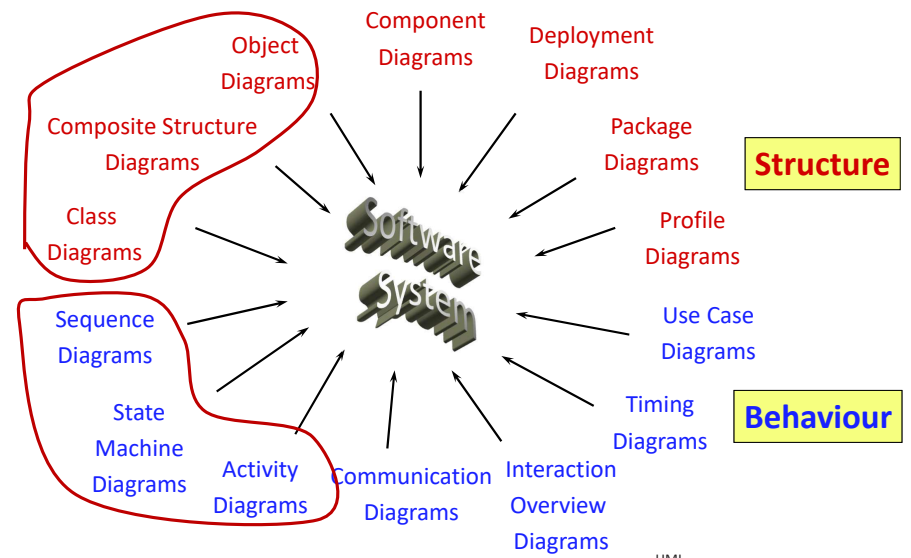 Component
Diagrams
Object
Diagrams
Deployment
Diagrams
Composite Structure
Diagrams
Package
Diagrams
Structure
Class
Diagrams
Profile
Diagrams
Software
System
Sequence
Diagrams
Use Case
Diagrams
State
Machine
Diagrams
Timing
Diagrams
Behaviour
Activity
Diagrams
Communication
Diagrams
Interaction
Overview
Diagrams